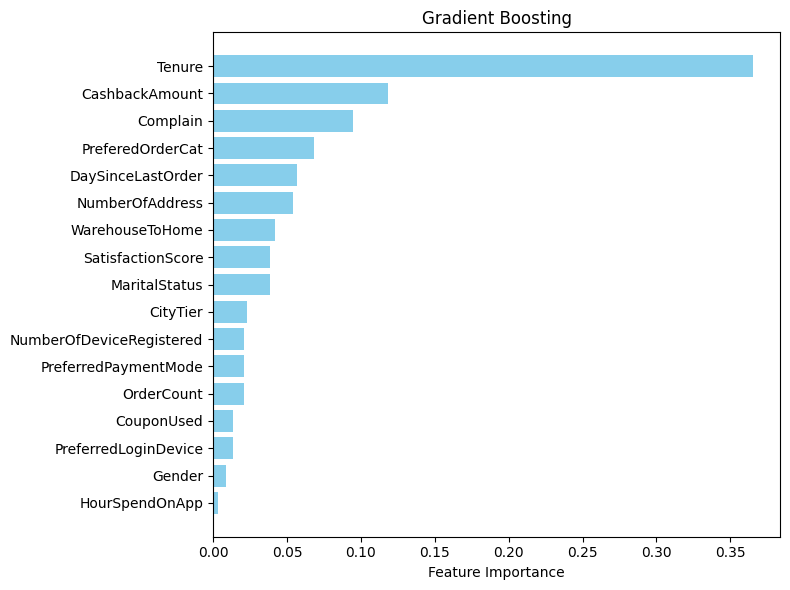 Gradient Boosting
Tenure
CashbackAmount
Complain
PreferedOrderCat
DaySinceLastOrder
NumberOfAddress
WarehouseToHome
SatisfactionScore
MaritalStatus
CityTier
NumberOfDeviceRegistered
PreferredPaymentMode
OrderCount
CouponUsed
PreferredLoginDevice
Gender
HourSpendOnApp
0.00 0.05 0.10 0.15 0.20 0.25 0.30 0.35
Feature Importance